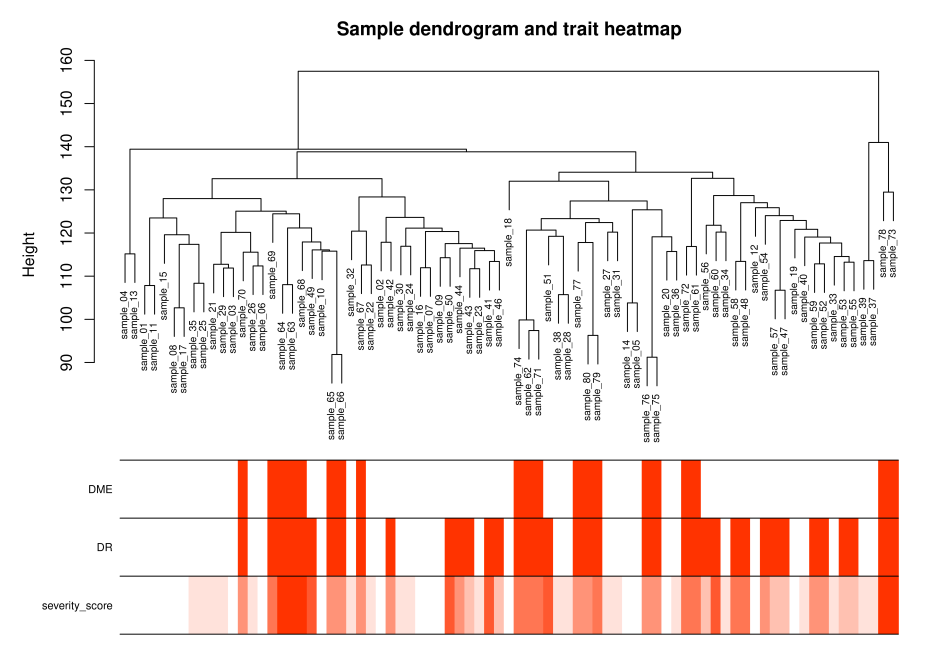 Sample dendrogram and trait heatmap
Height
160
150
140
130
120
110
100
90
sample_04
sample_13
sample_01
sample_11
sample_15
sample_08
sample_17
sample_35
sample_25
sample_21
sample_29
sample_03
sample_70
sample_26
sample_06
sample_69
sample_64
sample_63
sample_68
sample_49
sample_10
sample_65
sample_66
sample_32
sample_67
sample_22
sample_02
sample_42
sample_30
sample_24
sample_16
sample_07
sample_09
sample_50
sample_44
sample_43
sample_23
sample_41
sample_46
sample_18
sample_74
sample_62
sample_71
sample_51
sample_38
sample_28
sample_77
sample_80
sample_79
sample_27
sample_31
sample_14
sample_05
sample_76
sample_75
sample_20
sample_36
sample_72
sample_61
sample_56
sample_60
sample_34
sample_58
sample_48
sample_12
sample_54
sample_57
sample_47
sample_19
sample_40
sample_59
sample_52
sample_33
sample_53
sample_55
sample_39
sample_37
sample_78
sample_73
DME
DR
severity_score